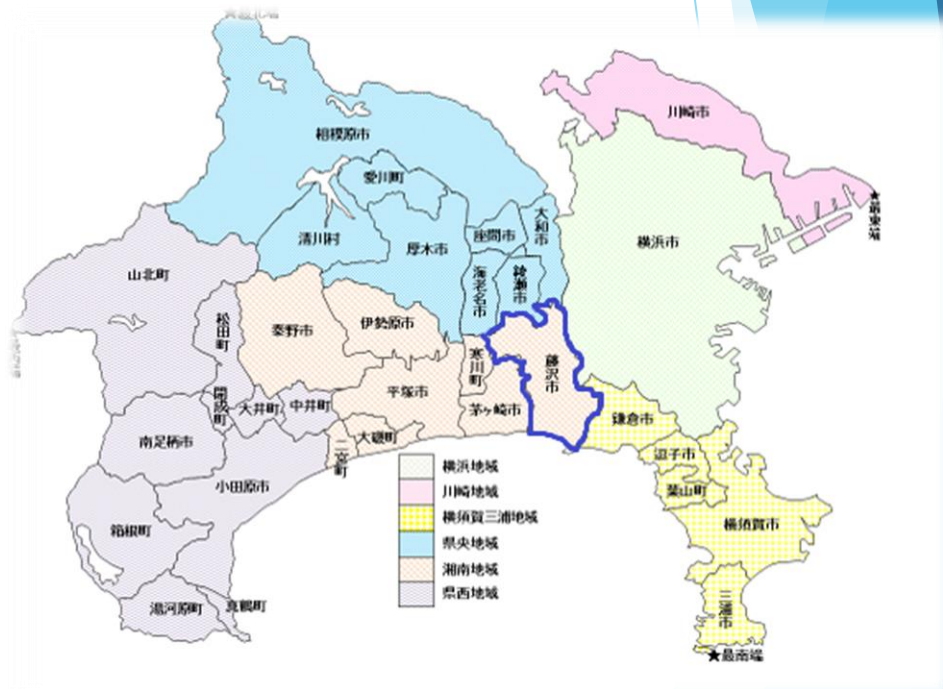 川崎市
相模原市
愛川町
★最東端
大和市
座間市
清川村
厚木市
横浜市
山北町
海老名市
綾瀬市
松田町
秦野市
伊勢原市
寒川町
藤沢市
平塚市
開成町
大井町
中井町
茅ヶ崎市
鎌倉市
南足柄市
大磯町
二宮町
逗子市
小田原市
葉山町
横須賀市
箱根町
湯河原町
真鶴町
三浦市
★最南端
横浜地域
川崎地域
横須賀三浦地域
県央地域
湘南地域
県西地域